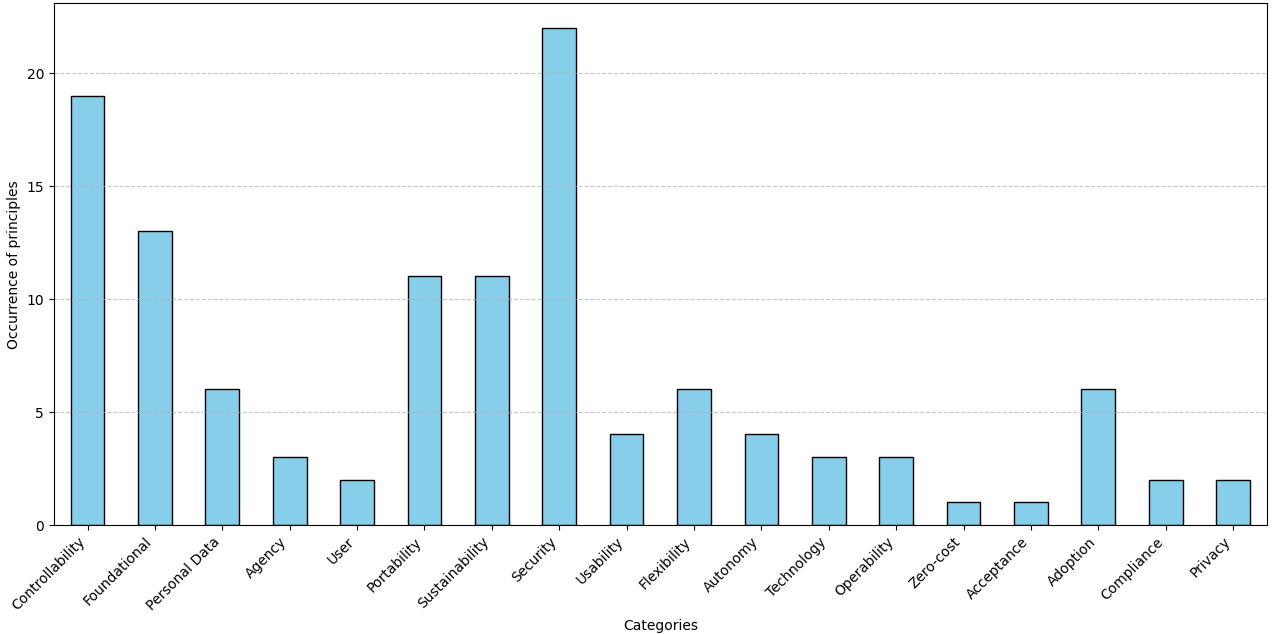 Occurrence of principles
20
15
10
5
0
Controllability
Foundational
Personal Data
Agency
User
Portability
Sustainability
Security
Usability
Flexibility
Autonomy
Technology
Operability
Zero-cost
Acceptance
Adoption
Compliance
Privacy
Categories